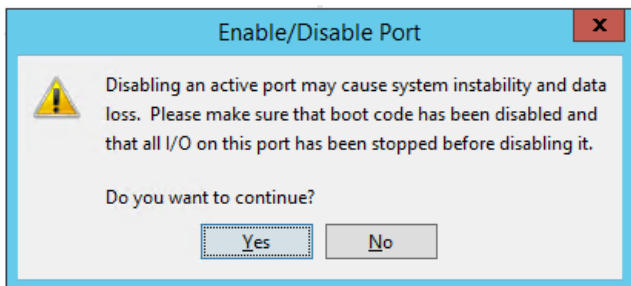 Enable/Disable Port
x
Disabling an active port may cause system instability and data
loss. Please make sure that boot code has been disabled and
that all I/O on this port has been stopped before disabling it.
Do you want to continue?
Yes No